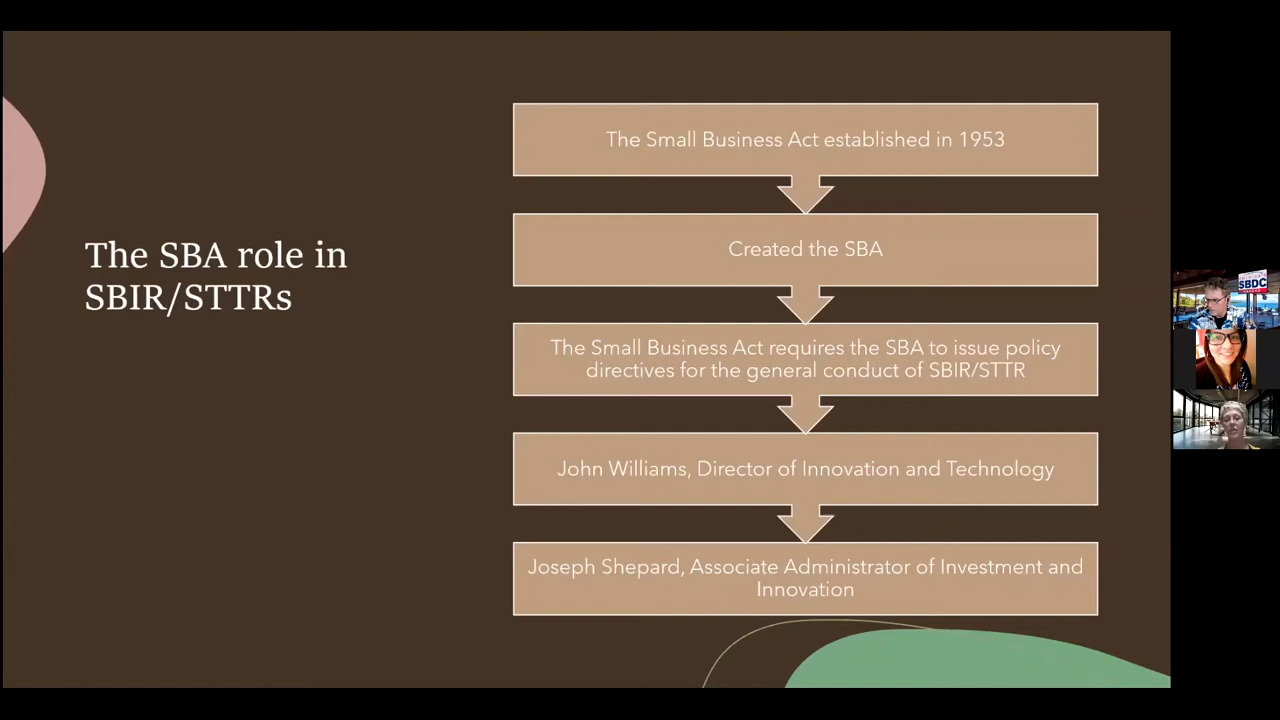 The SBA role in
SBIR/STTRs
The Small Business Act established in 1953
Created the SBA
The Small Business Act requires the SBA to issue policy
directives for the general conduct of SBIR/STTR
John Williams, Director of Innovation and Technology
Joseph Shepard, Associate Administrator of Investment and
Innovation
SBDC